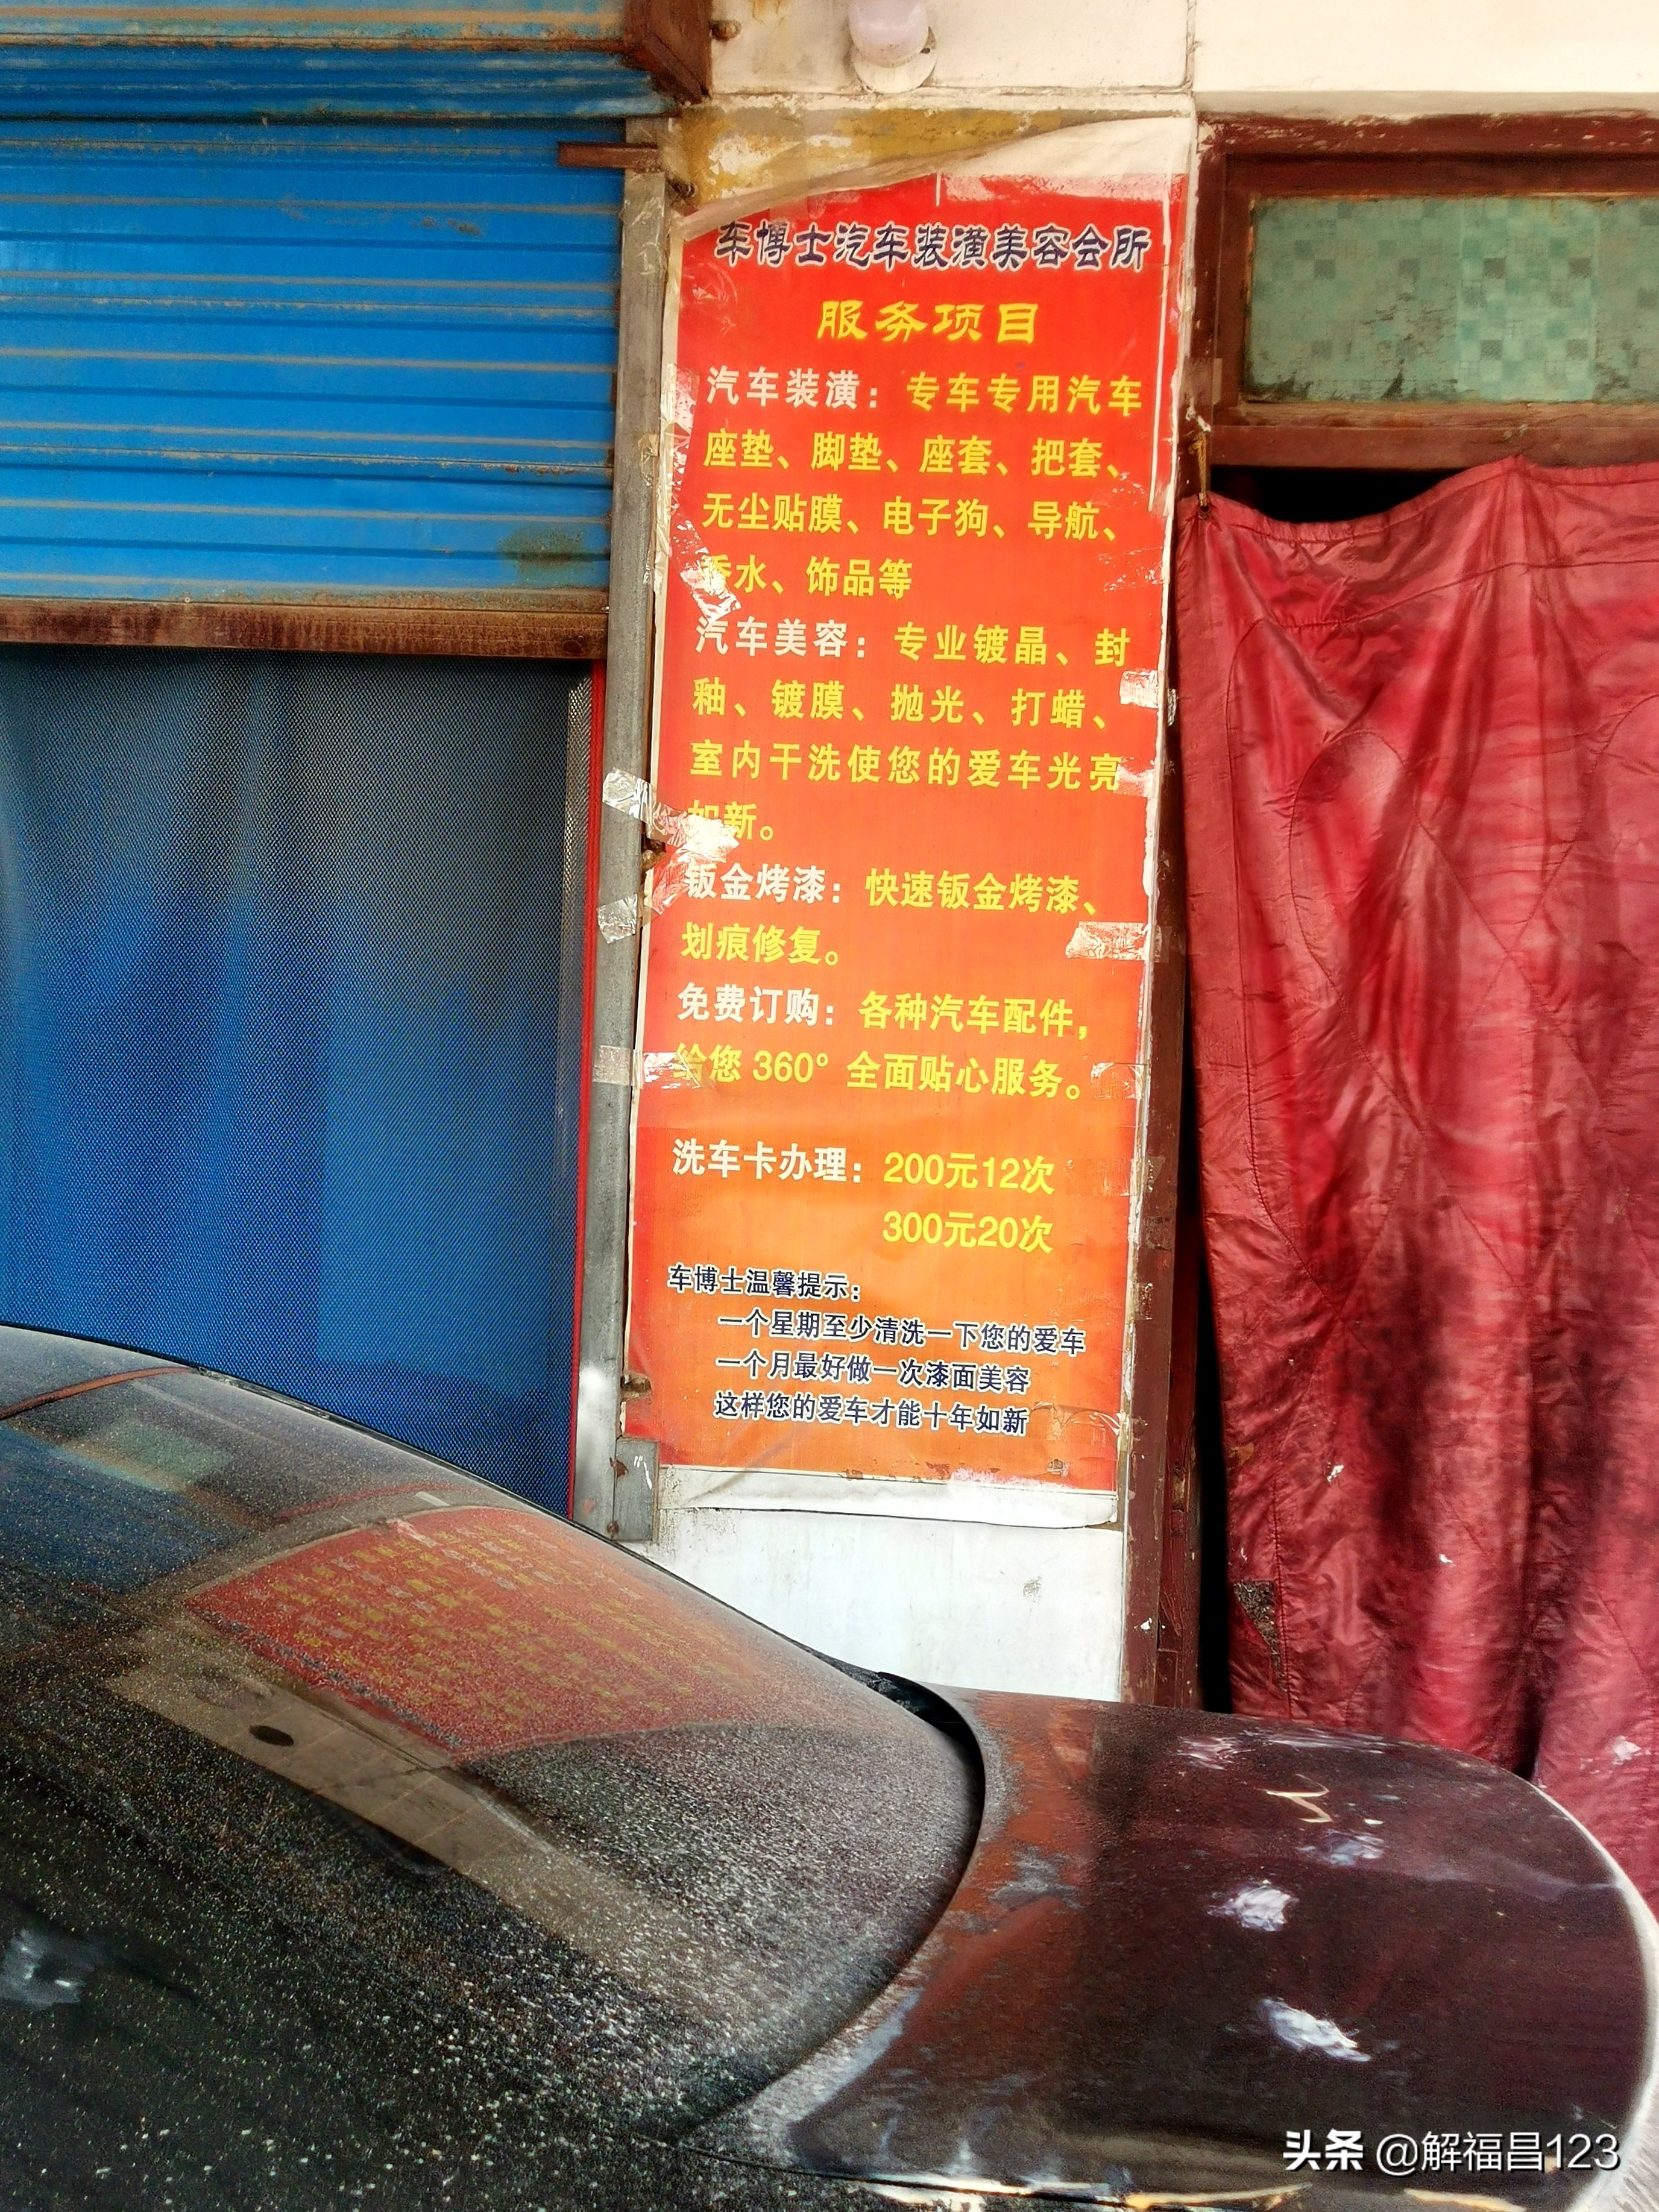 车博士汽车装潢美容会所
服务项目
汽车装潢：专车专用汽车
座垫、脚垫、座套、把套、
无尘贴膜、电子狗、导航、
香水、饰品等
汽车美容：专业镀晶、封
釉、镀膜、抛光、打蜡、
室内干洗使您的爱车光亮
如新。
钣金烤漆：快速钣金烤漆、
划痕修复。
免费订购：各种汽车配件，
给您360°全面贴心服务。
洗车卡办理：200元12次
300元20次
车博士温馨提示：
一个星期至少清洗一下您的爱车
一个月最好做一次漆面美容
这样您的爱车才能十年如新
头条 @解福昌123